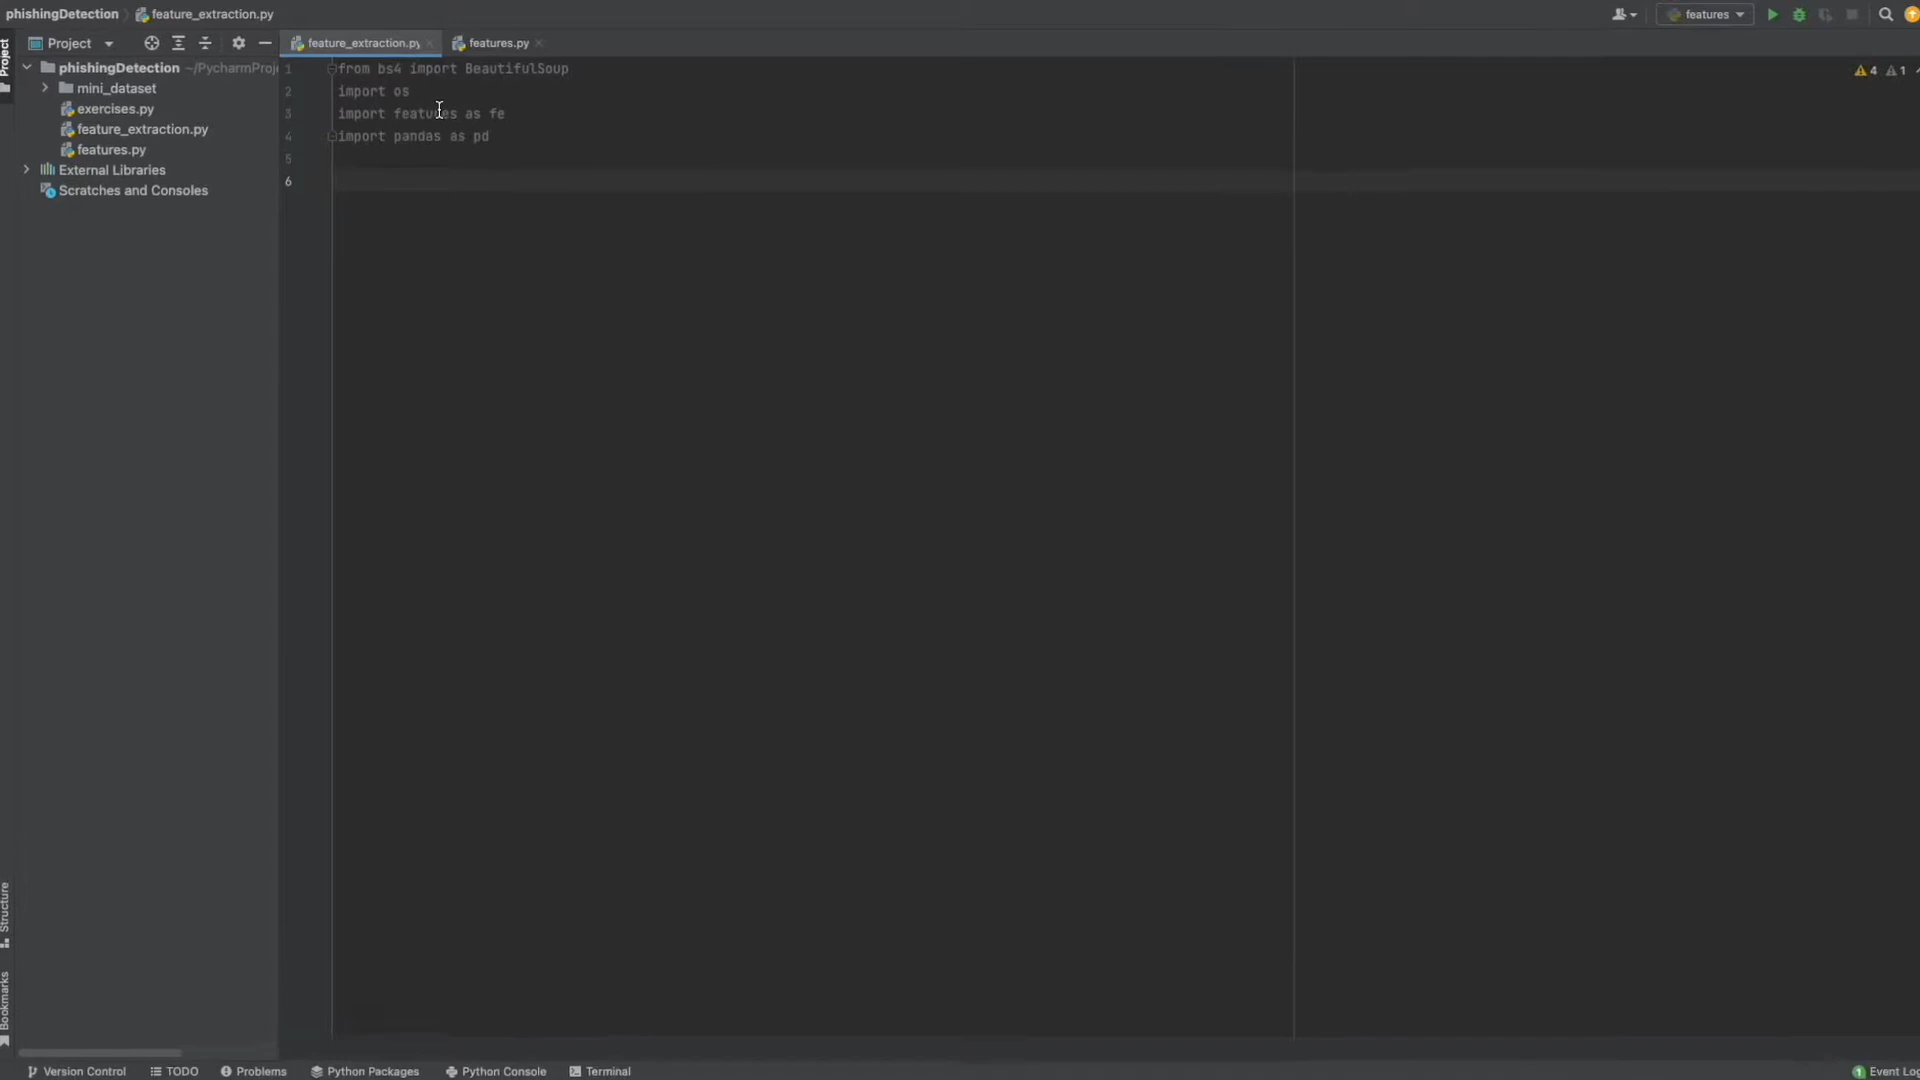 phishingDetection feature_extraction.py features
Project feature_extraction.py features.py
Project
phishingDetection ~/PycharmProj
mini_dataset
exercises.py
feature_extraction.py
features.py
External Libraries
Scratches and Consoles
1 from bs4 import BeautifulSoup
2 import os
3 import features as fe
4 import pandas as pd
5
6
4 1
Structure
Bookmarks
Version Control TODO Problems Python Packages Python Console Terminal 1 Event Log